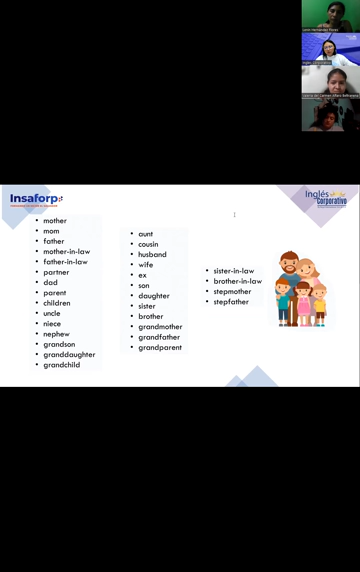 Insaforp
Inglés
Corporativo
mother
mom
father
mother-in-law
father-in-law
partner
dad
parent
children
uncle
niece
nephew
grandson
granddaughter
grandchild
aunt
cousin
husband
wife
ex
son
daughter
sister
brother
grandmother
grandfather
grandparent
sister-in-law
brother-in-law
stepmother
stepfather